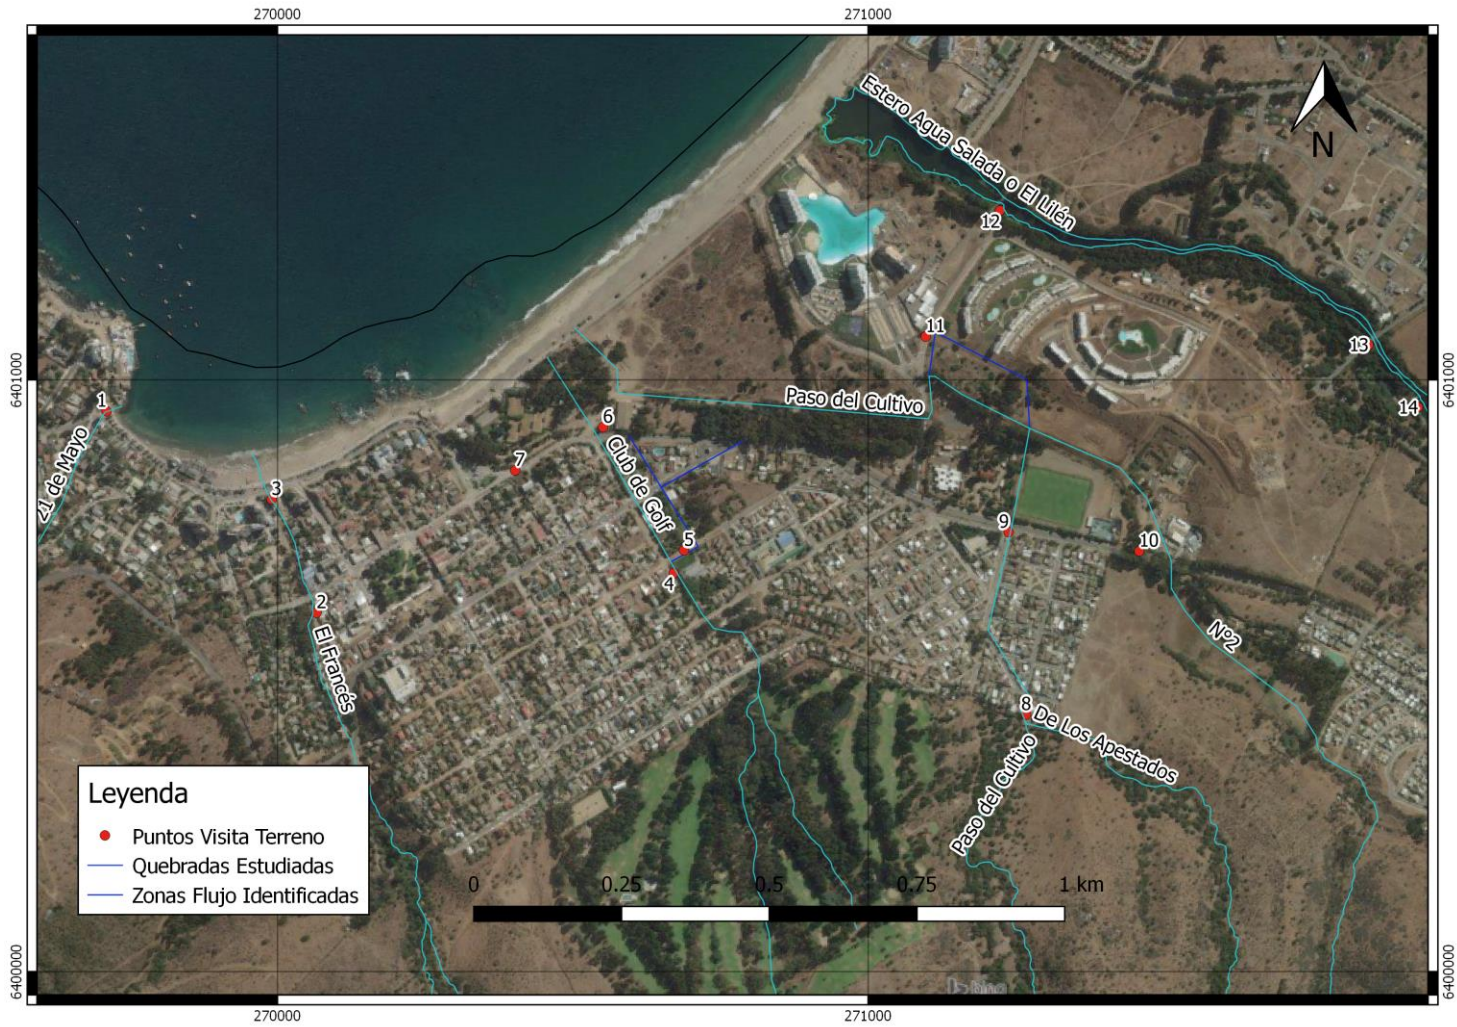 270000
271000
Estero Agua Salada o El Lilén
N
12
11
13
6401000
6401000
1
Paso del Cultivo
14
6
21 de Mayo
Club de Golf
7
3
9
5
10
4
2
El Francés
N°2
8
De Los Apestados
Paso del Cultivo
Leyenda
Puntos Visita Terreno
Quebradas Estudiadas
Zonas Flujo Identificadas
0
0.25
0.5
0.75
1 km
6400000
6400000
270000
271000